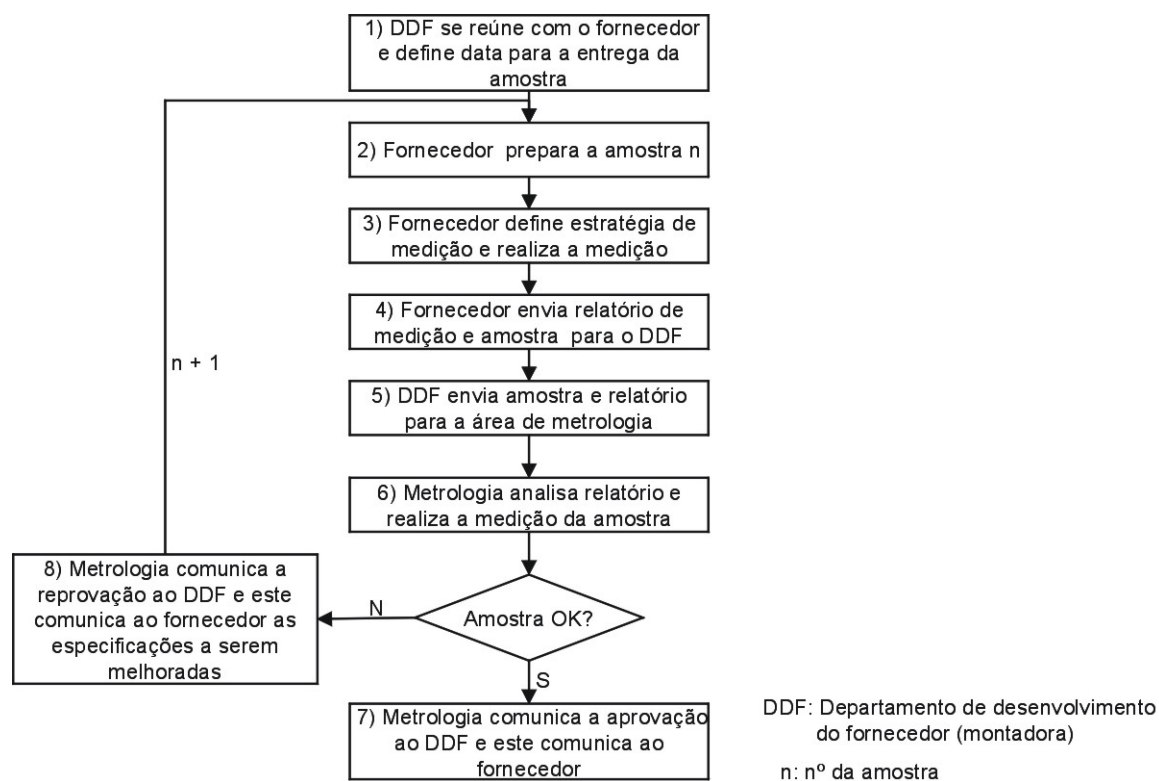 1) DDF se reúne com o fornecedor
e define data para a entrega da
amostra
2) Fornecedor prepara a amostra n
3) Fornecedor define estratégia de
medição e realiza a medição
4) Fornecedor envia relatório de
medição e amostra para o DDF
n + 1
5) DDF envia amostra e relatório
para a área de metrologia
6) Metrologia analisa relatório e
realiza a medição da amostra
8) Metrologia comunica a
reprovação ao DDF e este
comunica ao fornecedor as
especificações a serem
melhoradas
N
Amostra OK?
S
7) Metrologia comunica a aprovação
ao DDF e este comunica ao
fornecedor
DDF: Departamento de desenvolvimento
do fornecedor (montadora)
n: nº da amostra